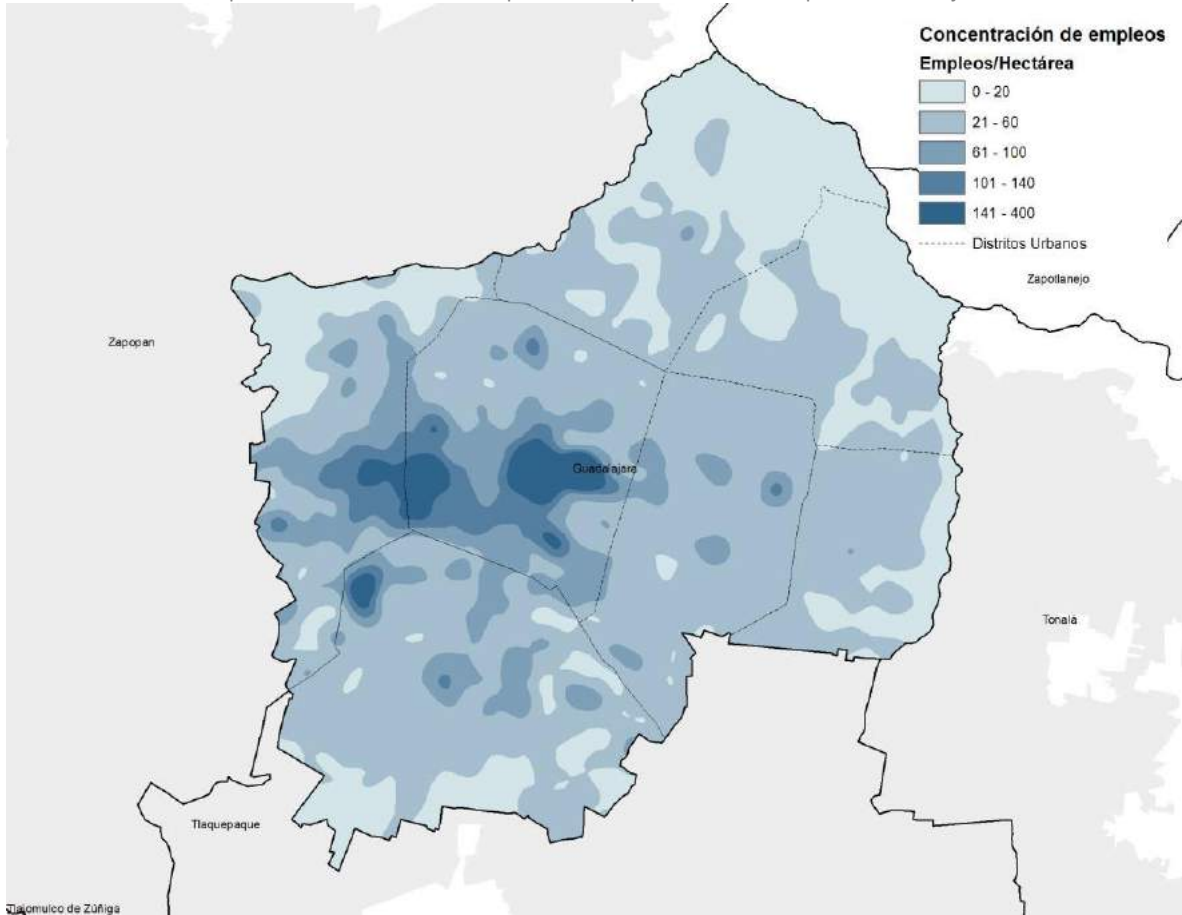 Concentración de empleos
Empleos/Hectárea
0 - 20
21 - 60
61 - 100
101 - 140
141 - 400
Distritos Urbanos
Zapotlanejo
Zapopan
Guadalajara
Tonalá
Tlaquepaque
Tlajomulco de Zúñiga